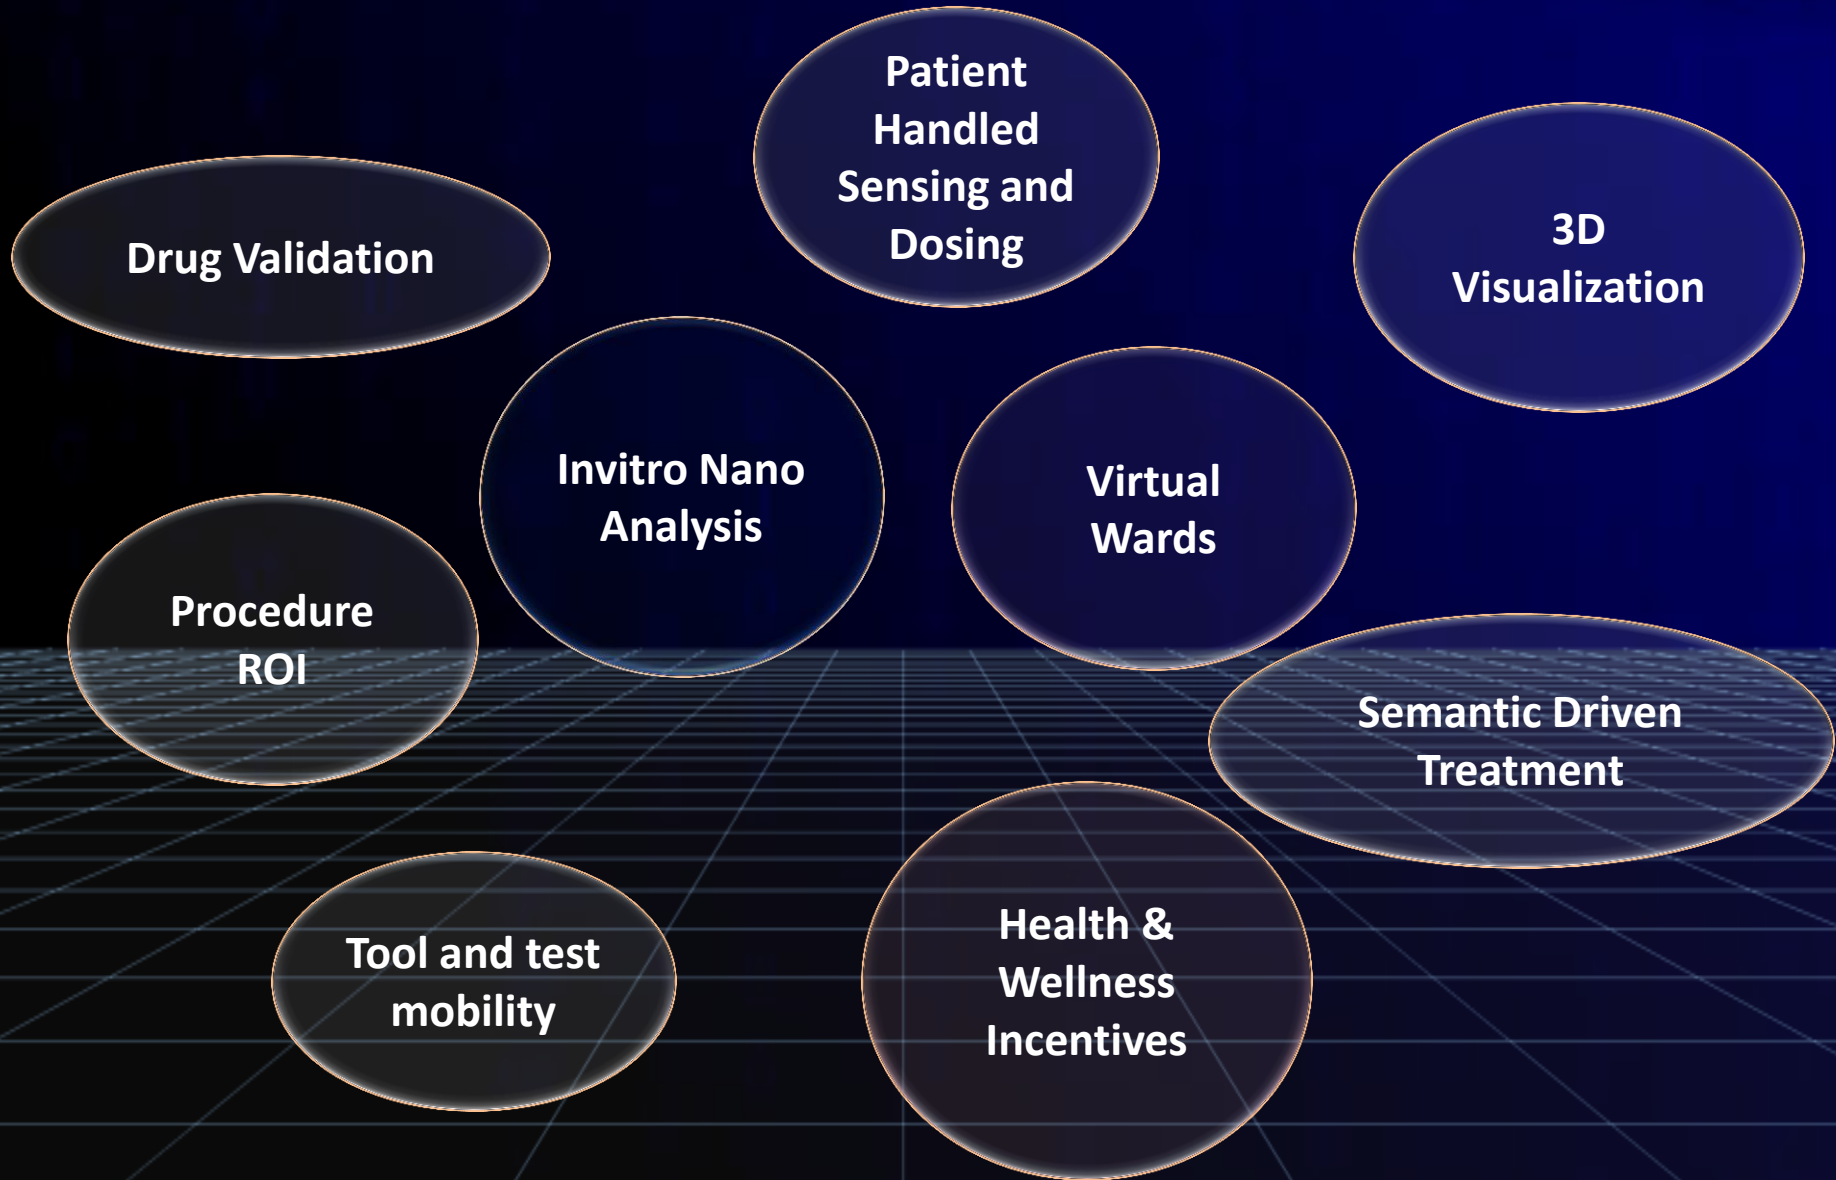 Patient
Handled
Sensing and
Dosing
Drug Validation
3D
Visualization
Invitro Nano
Analysis
Virtual
Wards
Procedure
ROI
Semantic Driven
Treatment
Tool and test
mobility
Health &
Wellness
Incentives